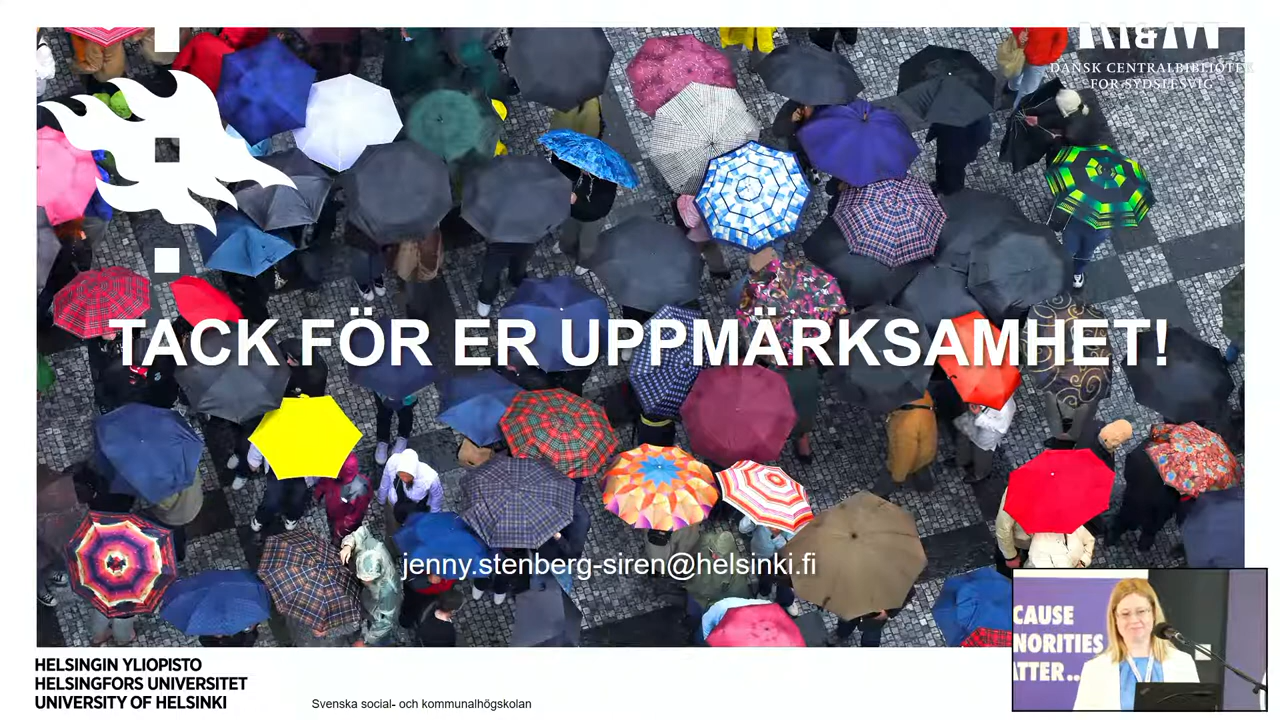 DANSK CENTRALBIBLIOTEK
FOR SYDSLESVIG
TACK FÖR ER UPPMÄRKSAMHET!
jenny.stenberg-siren@helsinki.fi
CAUSE
NORITIES
ATTER...
HELSINGIN YLIOPISTO
HELSINGFORS UNIVERSITET
UNIVERSITY OF HELSINKI
Svenska social- och kommunalhögskolan